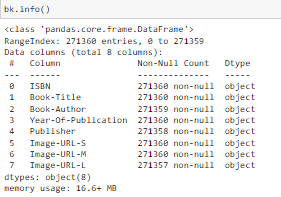 bk.info()
<class 'pandas.core.frame.DataFrame'>
RangeIndex: 271360 entries, 0 to 271359
Data columns (total 8 columns):
 #   Column               Non-Null Count   Dtype
---  ------               --------------   -----
 0   ISBN                 271360 non-null  object
 1   Book-Title           271360 non-null  object
 2   Book-Author          271359 non-null  object
 3   Year-Of-Publication  271360 non-null  object
 4   Publisher            271358 non-null  object
 5   Image-URL-S          271360 non-null  object
 6   Image-URL-M          271360 non-null  object
 7   Image-URL-L          271357 non-null  object
dtypes: object(8)
memory usage: 16.6+ MB